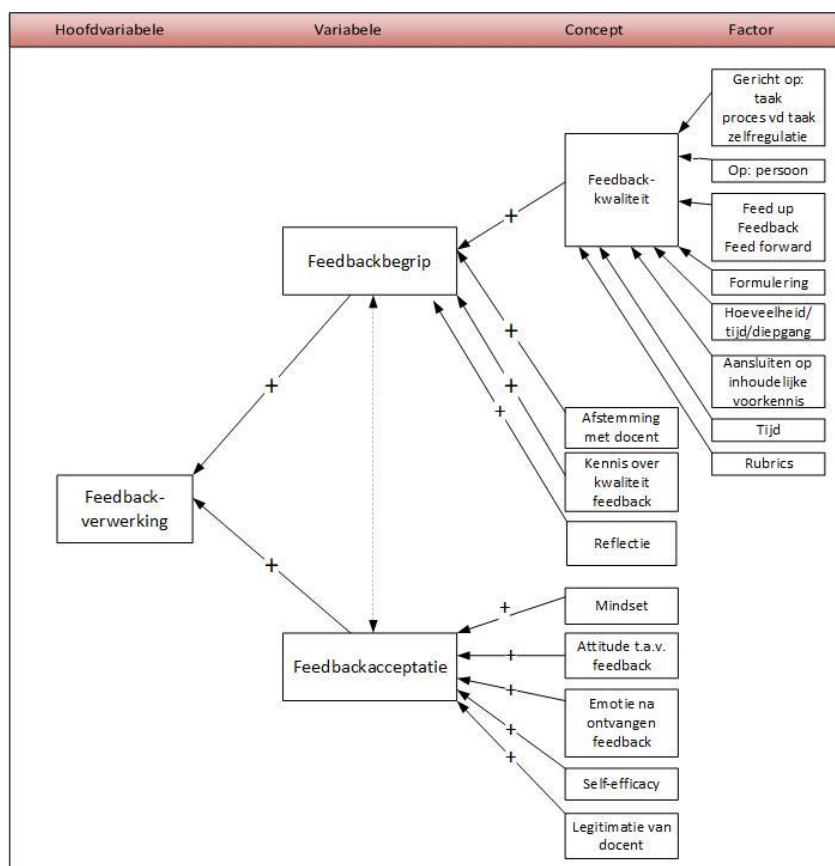 Hoofdvariabele
Variabele
Concept
Factor
Gericht op:
taak
proces vd taak
zelfregulatie
Op: persoon
Feed up
Feedback
Feed forward
Formulering
Hoeveelheid/
tijd/diepgang
Aansluiten op
inhoudelijke
voorkennis
Tijd
Rubrics
Feedback-
kwaliteit
+
Feedbackbegrip
+
+
+
Afstemming
met docent
Kennis over
kwaliteit
feedback
Reflectie
+
Feedback-
verwerking
+
Feedbackacceptatie
+
+
+
+
+
Mindset
Attitude t.a.v.
feedback
Emotie na
ontvangen
feedback
Self-efficacy
Legitimatie van
docent